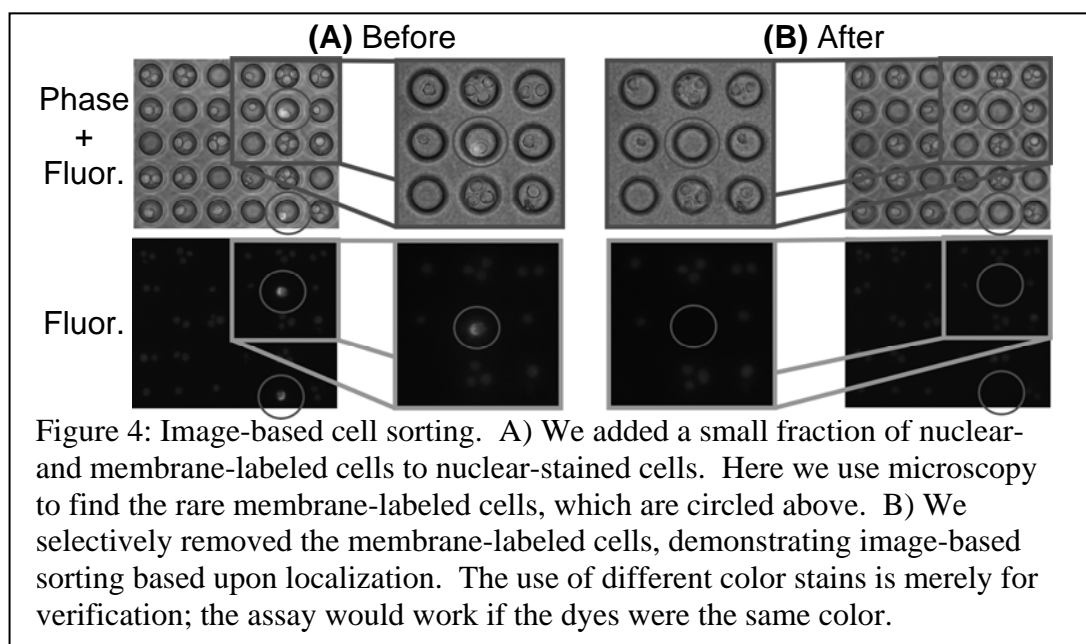 (A) Before
(B) After
Phase
+
Fluor.
Fluor.
Figure 4: Image-based cell sorting. A) We added a small fraction of nuclear-
and membrane-labeled cells to nuclear-stained cells. Here we use microscopy
to find the rare membrane-labeled cells, which are circled above. B) We
selectively removed the membrane-labeled cells, demonstrating image-based
sorting based upon localization. The use of different color stains is merely for
verification; the assay would work if the dyes were the same color.